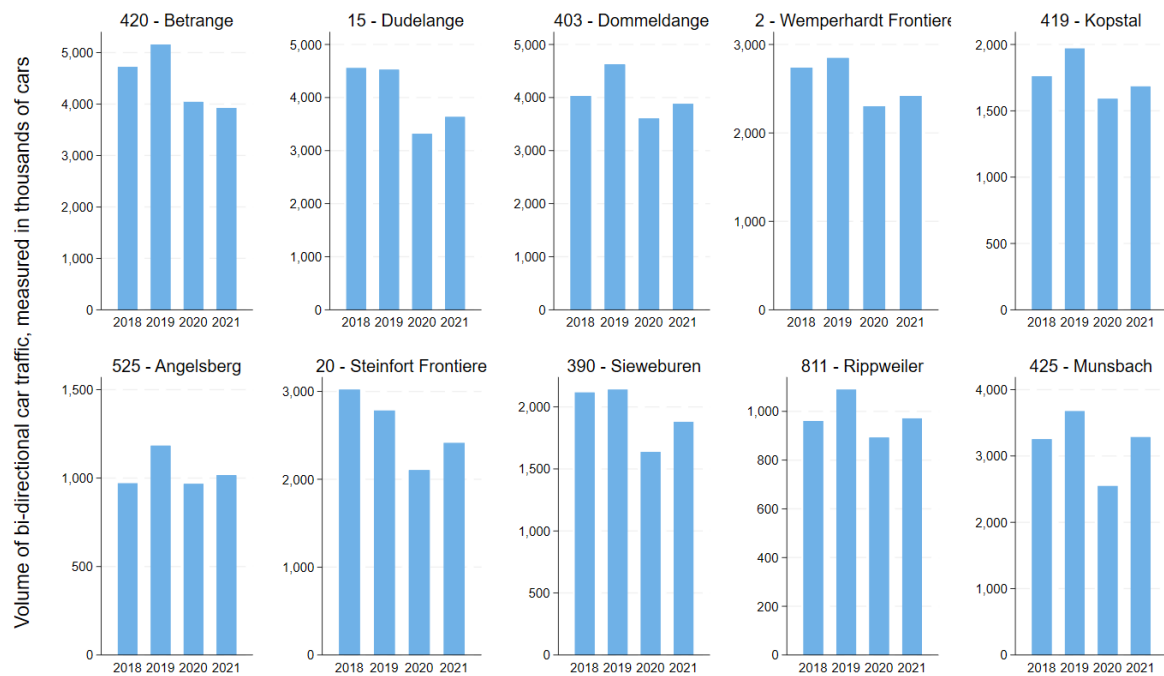 Volume of bi-directional car traffic, measured in thousands of cars
420 - Betrange
5,000
4,000
3,000
2,000
1,000
0
2018 2019 2020 2021
15 - Dudelange
5,000
4,000
3,000
2,000
1,000
0
2018 2019 2020 2021
403 - Dommeldange
5,000
4,000
3,000
2,000
1,000
0
2018 2019 2020 2021
2 - Wemperhardt Frontiere
3,000
2,000
1,000
0
2018 2019 2020 2021
419 - Kopstal
2,000
1,500
1,000
500
0
2018 2019 2020 2021
525 - Angelsberg
1,500
1,000
500
0
2018 2019 2020 2021
20 - Steinfort Frontiere
3,000
2,000
1,000
0
2018 2019 2020 2021
390 - Sieweburen
2,000
1,500
1,000
500
0
2018 2019 2020 2021
811 - Rippweiler
1,000
800
600
400
200
0
2018 2019 2020 2021
425 - Munsbach
4,000
3,000
2,000
1,000
0
2018 2019 2020 2021